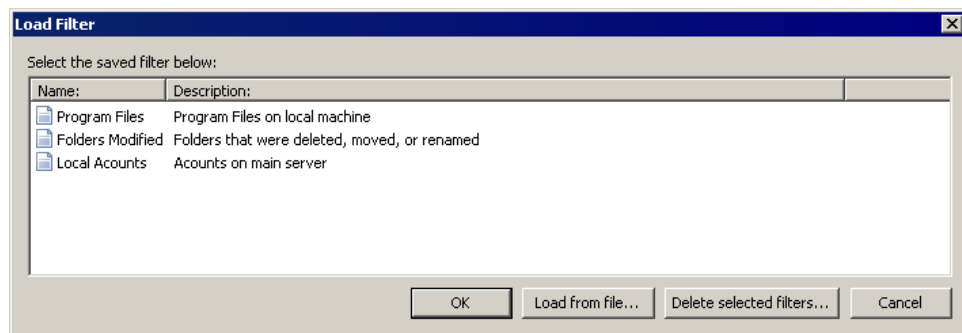 Load Filter
Select the saved filter below:
Name: Description:
Program Files Program Files on local machine
Folders Modified Folders that were deleted, moved, or renamed
Local Acounts Acounts on main server
OK Load from file... Delete selected filters... Cancel